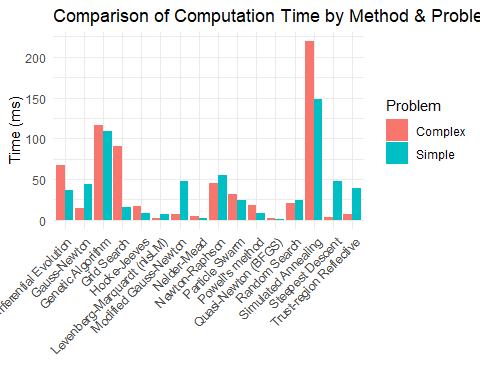 Comparison of Computation Time by Method & Proble
Time (ms)
200
150
100
50
0
Problem
Complex
Simple
ferential Evolution
Gauss-Newton
Genetic Algorithm
Grid Search
Hooke-Jeeves
Levenberg-Marquardt (nlsLM)
Modified Gauss-Newton
Nelder-Mead
Newton-Raphson
Particle Swarm
Powell's method
Quasi-Newton (BFGS)
Random Search
Simulated Annealing
Steepest Descent
Trust-region Reflective